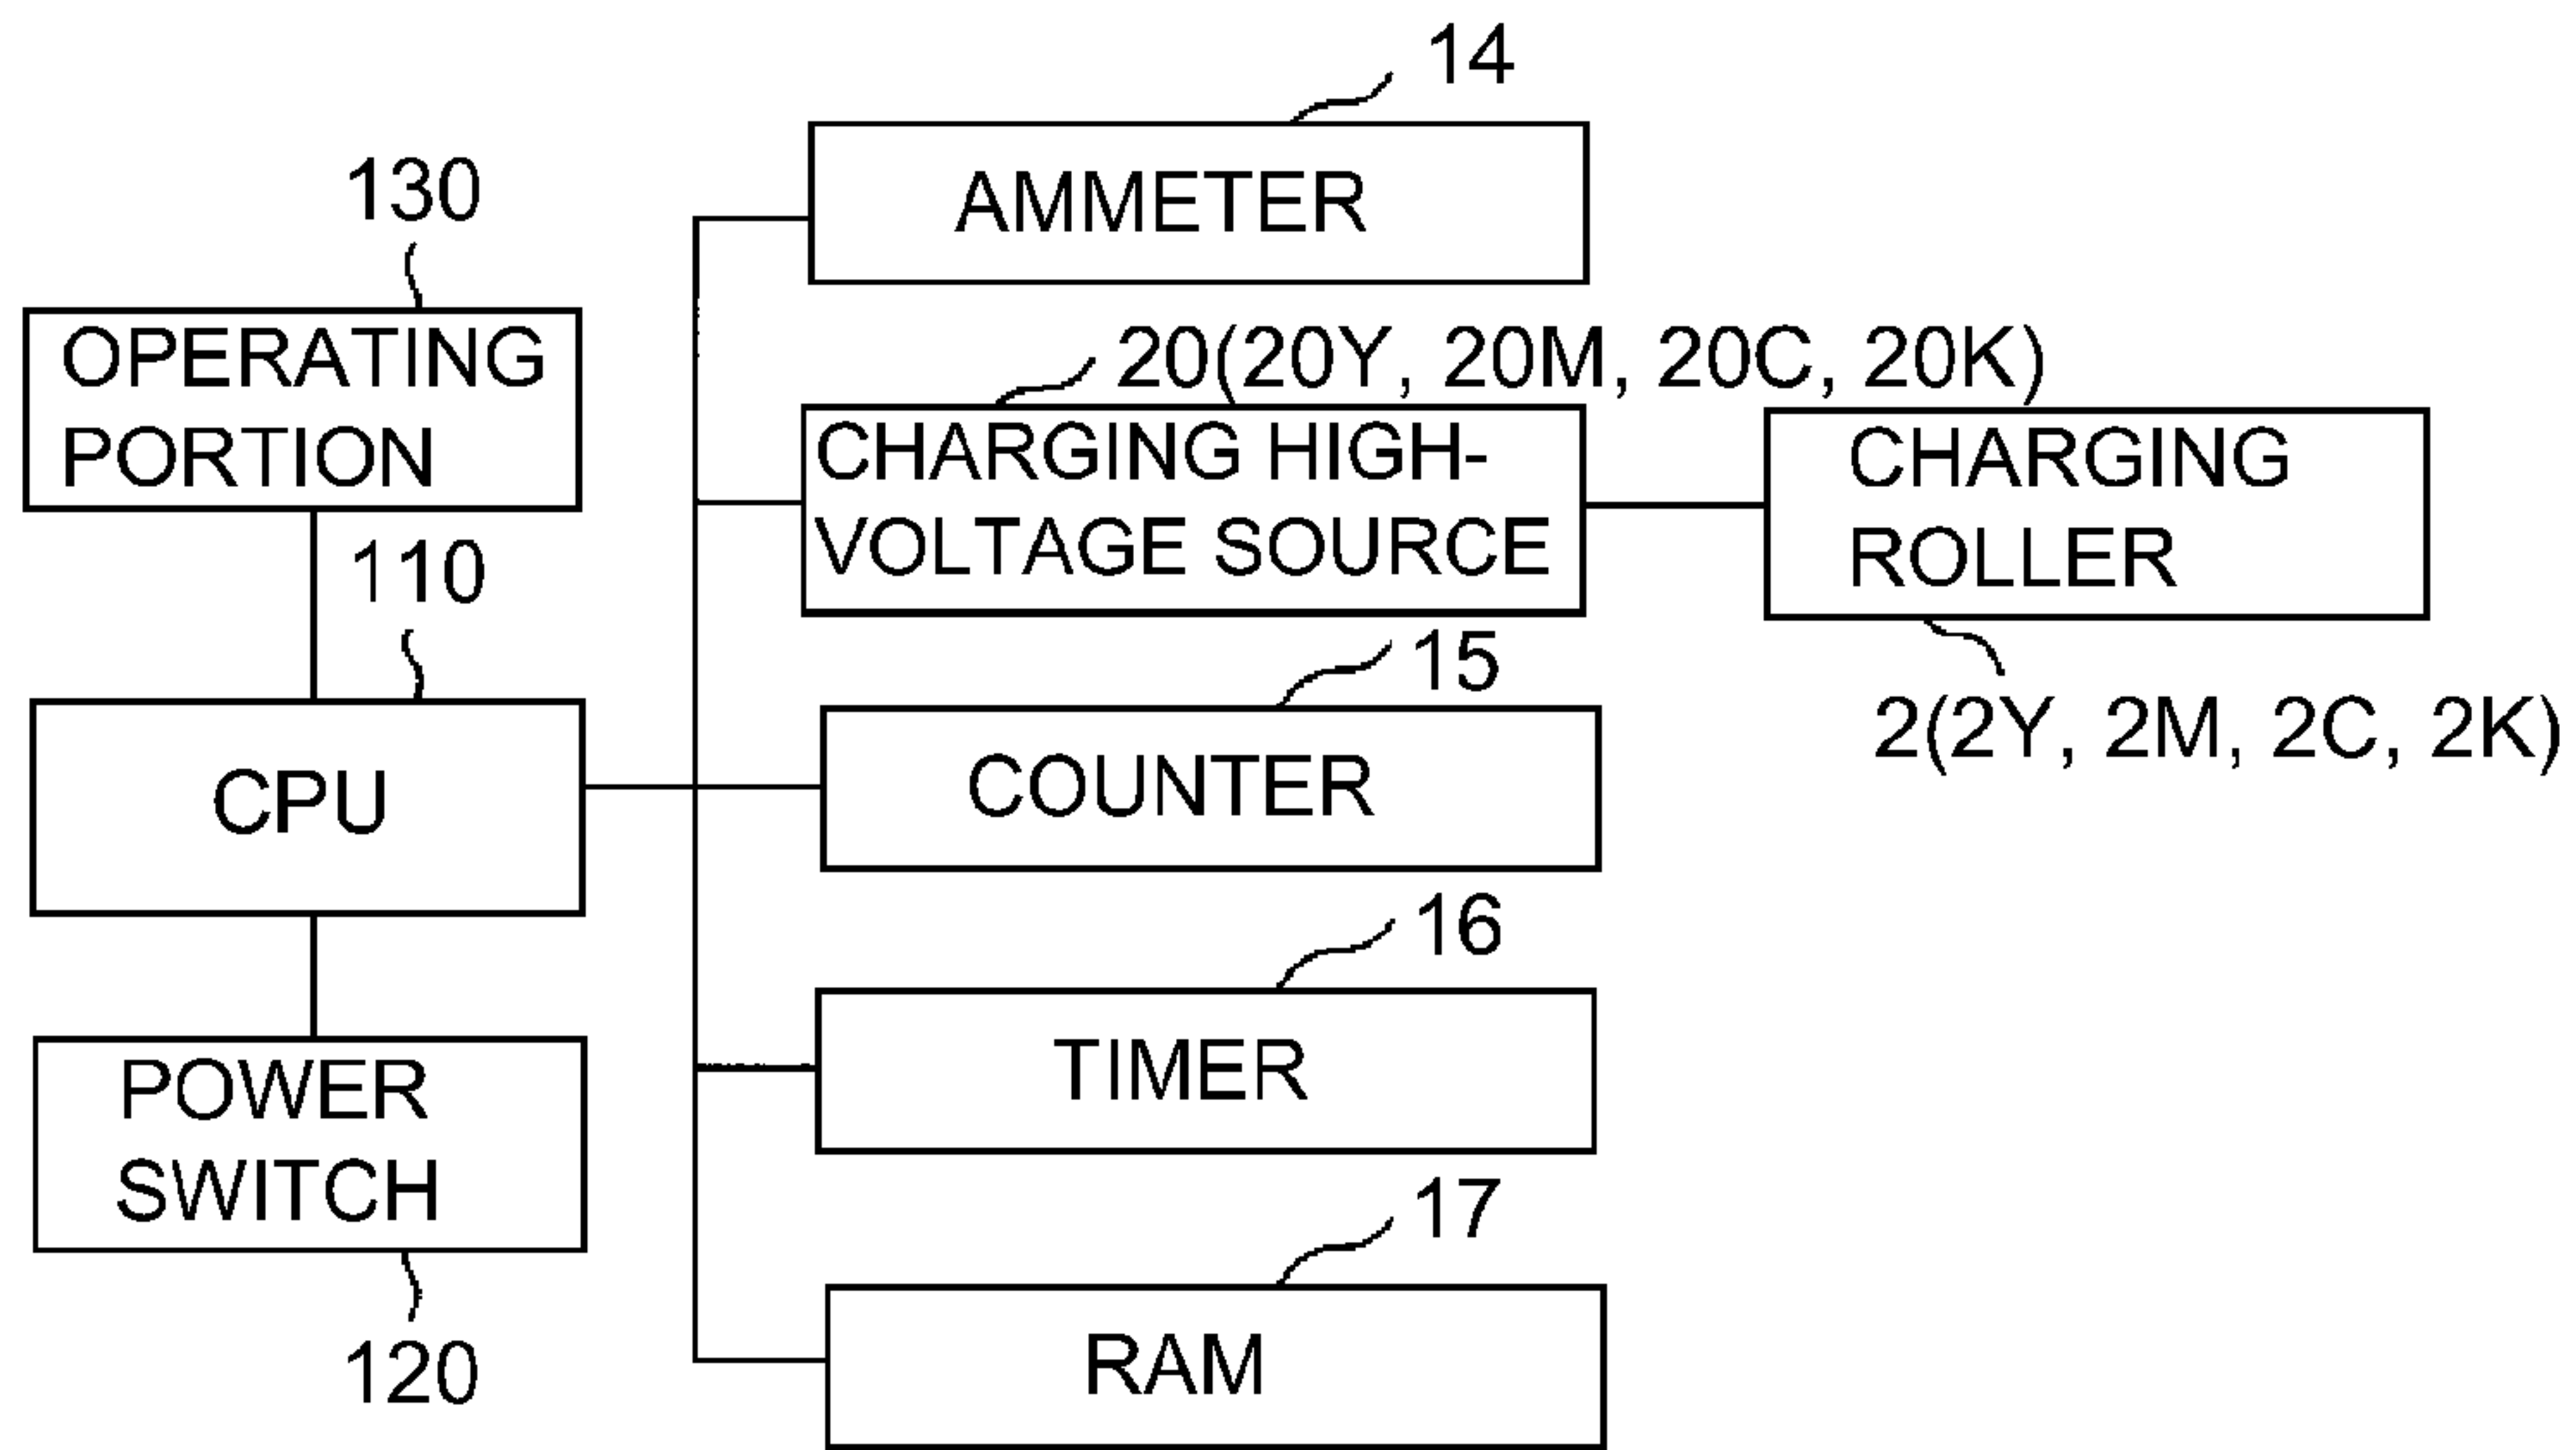 14
AMMETER
130
OPERATING
PORTION
20(20Y, 20M, 20C, 20K)
CHARGING HIGH-
VOLTAGE SOURCE
CHARGING
ROLLER
2(2Y, 2M, 2C, 2K)
110
CPU
15
COUNTER
16
TIMER
POWER
SWITCH
120
17
RAM